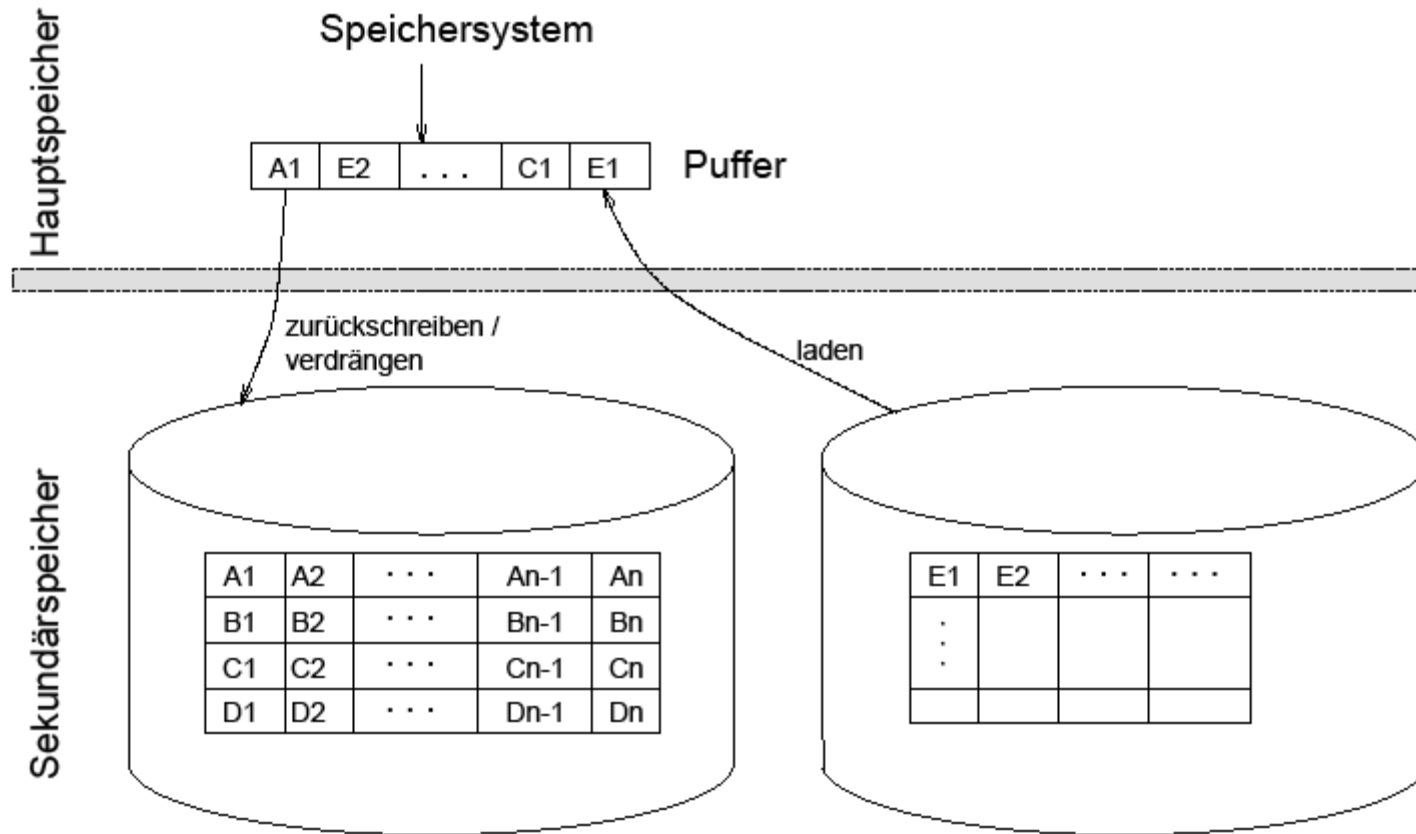 Hauptspeicher
Speichersystem
A1 E2 . . . C1 E1
Puffer
zurückschreiben /
verdrängen
laden
Sekundärspeicher
A1 A2 · · · An-1 An
B1 B2 · · · Bn-1 Bn
C1 C2 · · · Cn-1 Cn
D1 D2 · · · Dn-1 Dn
E1 E2 · · · · · ·
· · ·